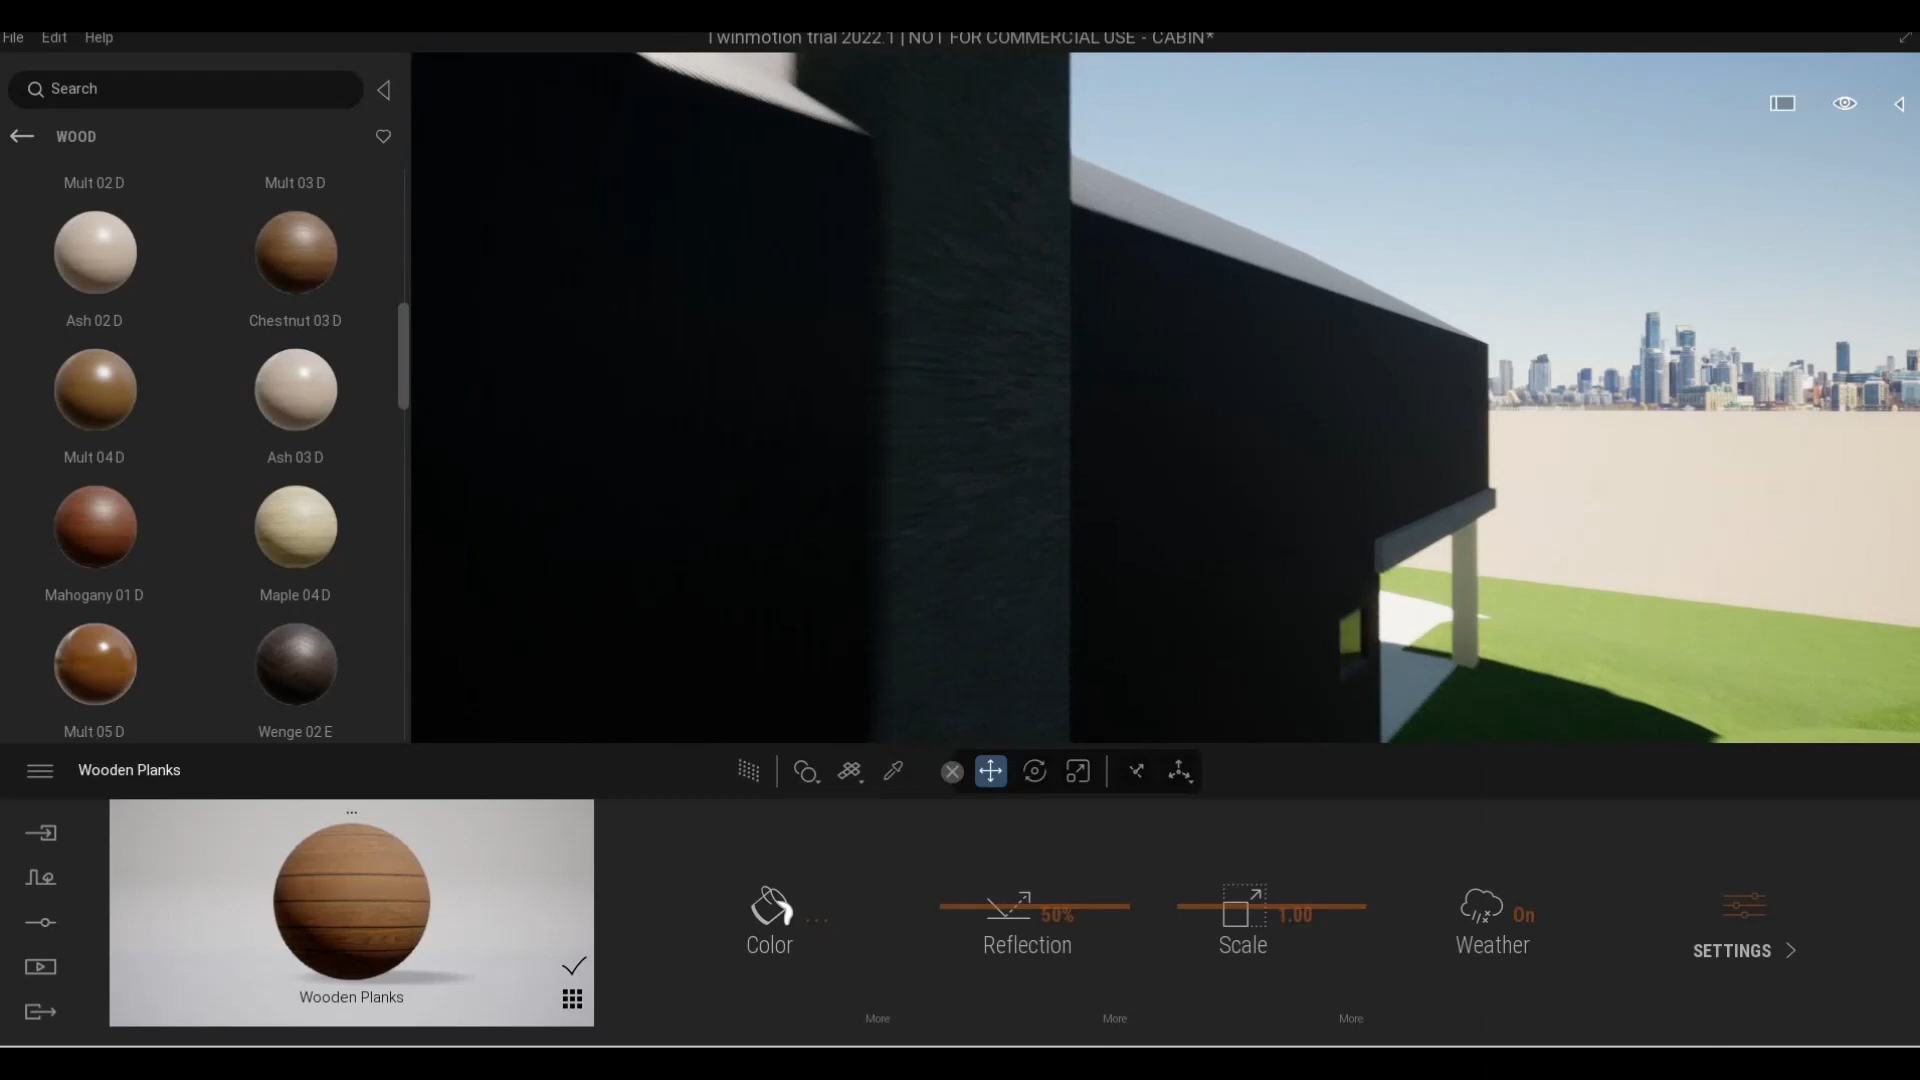 File Edit Help
Twinmotion trial 2022.1 | NOT FOR COMMERCIAL USE - CABIN*
Search
WOOD
Mult 02 D Mult 03 D
Ash 02 D Chestnut 03 D
Mult 04 D Ash 03 D
Mahogany 01 D Maple 04 D
Mult 05 D Wenge 02 E
Wooden Planks
...
Wooden Planks
Color ...
Reflection 50%
Scale 1.00
Weather On
SETTINGS
More More More